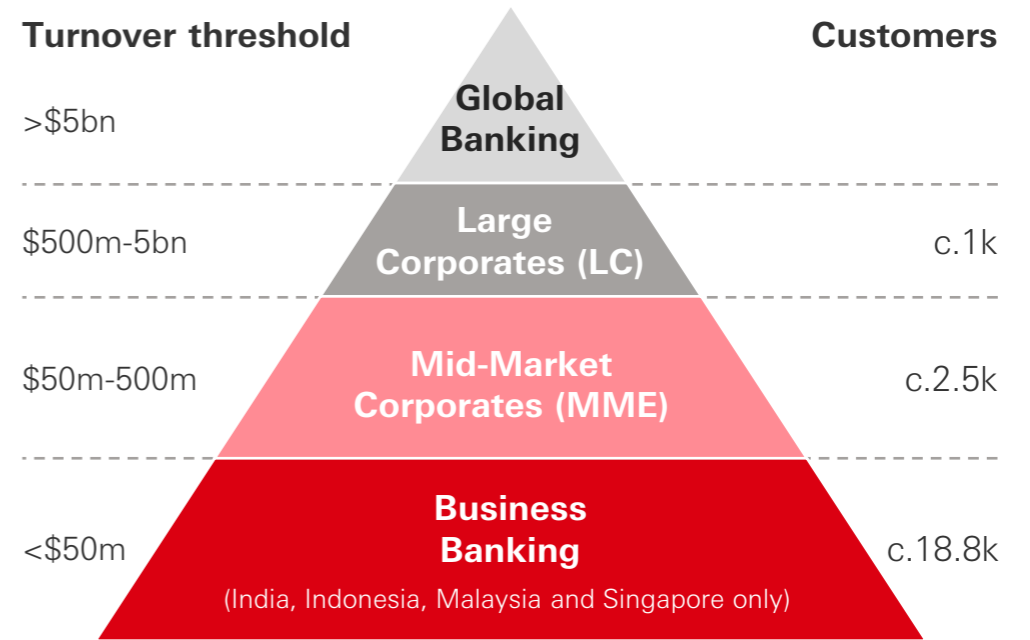 Turnover threshold
Customers
Global
Banking
>$5bn
Large
Corporates (LC)
$500m-5bn
c.1k
Mid-Market
Corporates (MME)
$50m-500m
c.2.5k
Business
Banking
<$50m
c.18.8k
(India, Indonesia, Malaysia and Singapore only)